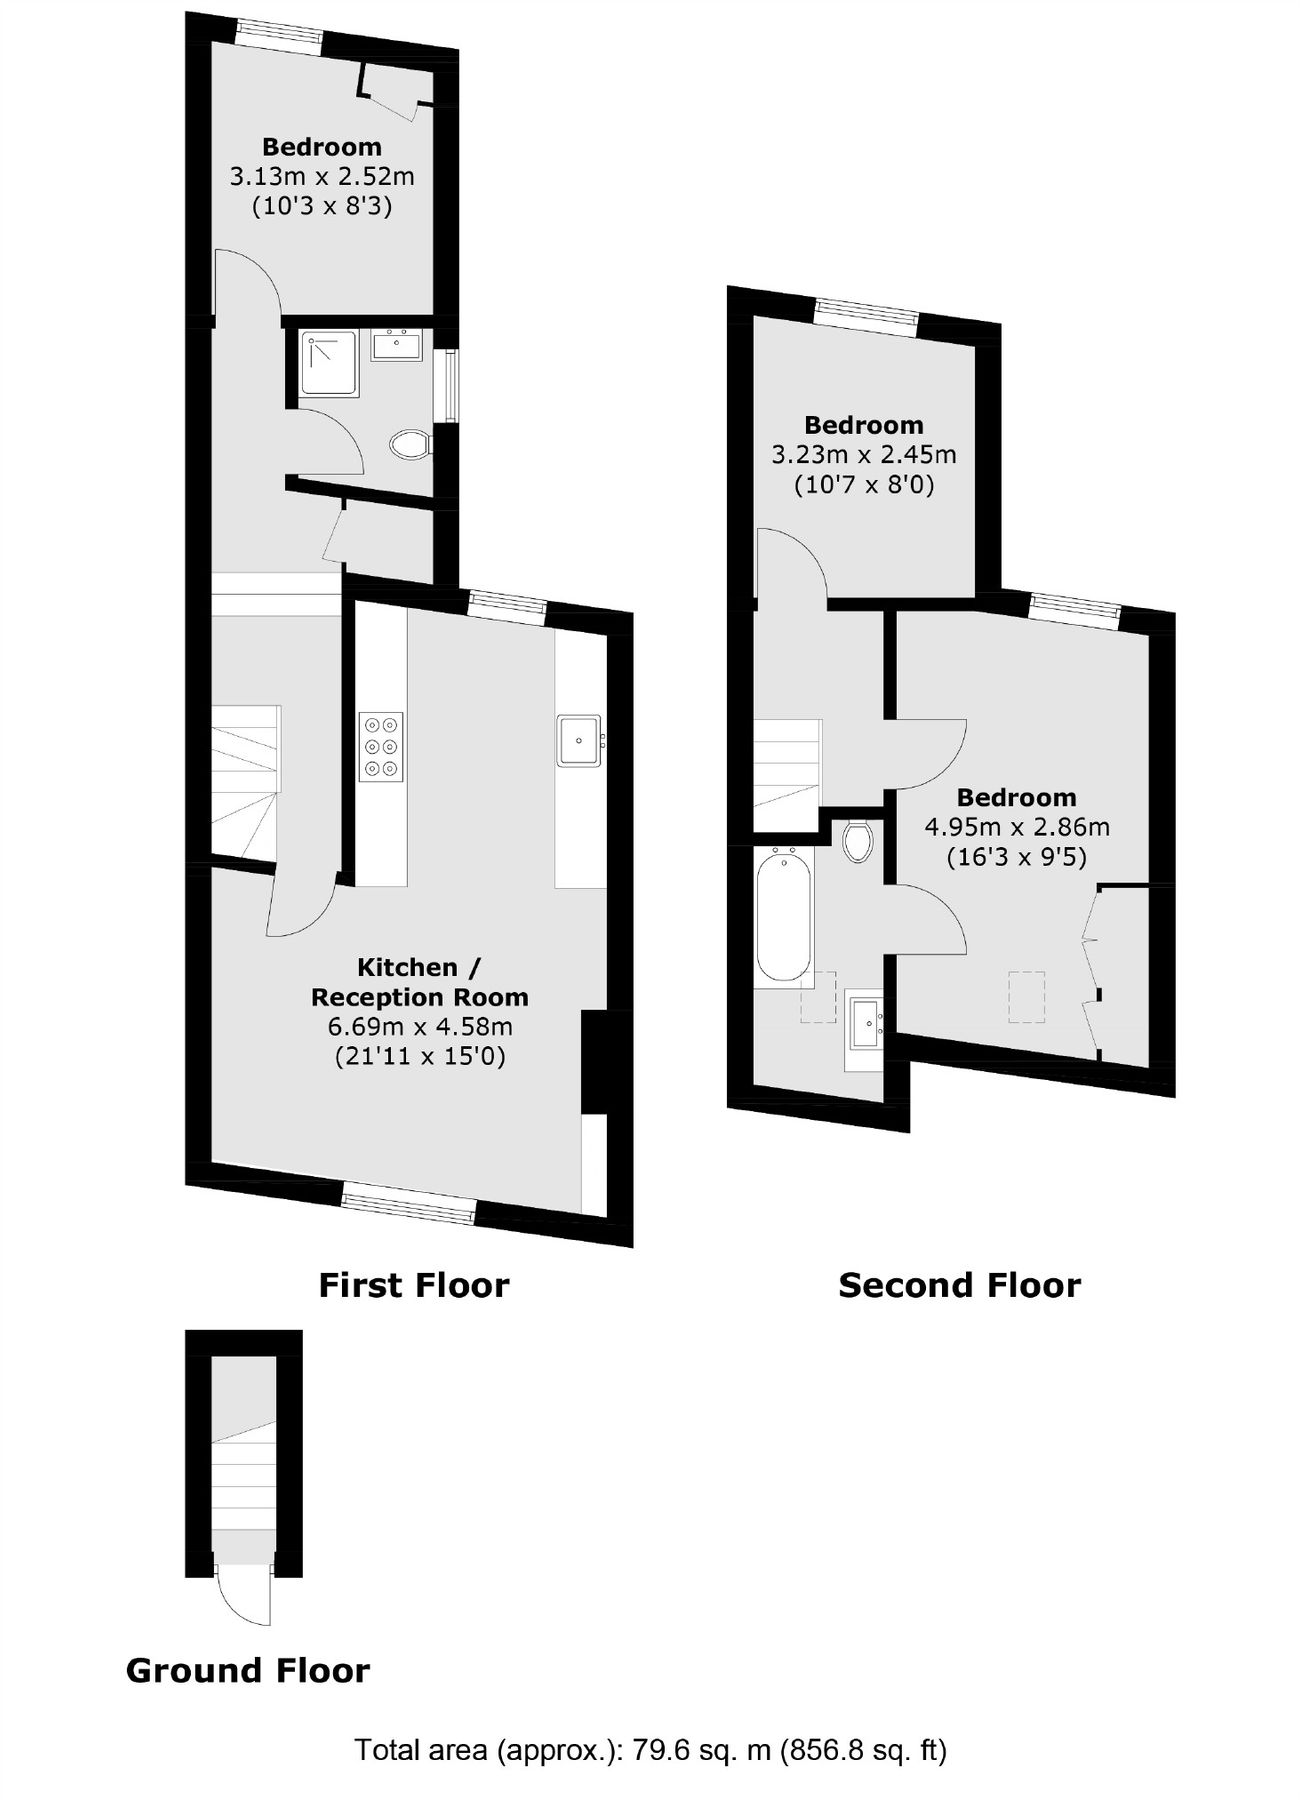 Bedroom
3.13m x 2.52m
(10'3 x 8'3)
Bedroom
3.23m x 2.45m
(10'7 x 8'0)
Bedroom
4.95m x 2.86m
(16'3 x 9'5)
Kitchen /
Reception Room
6.69m x 4.58m
(21'11 x 15'0)
First Floor
Second Floor
Ground Floor
Total area (approx.): 79.6 sq. m (856.8 sq. ft)